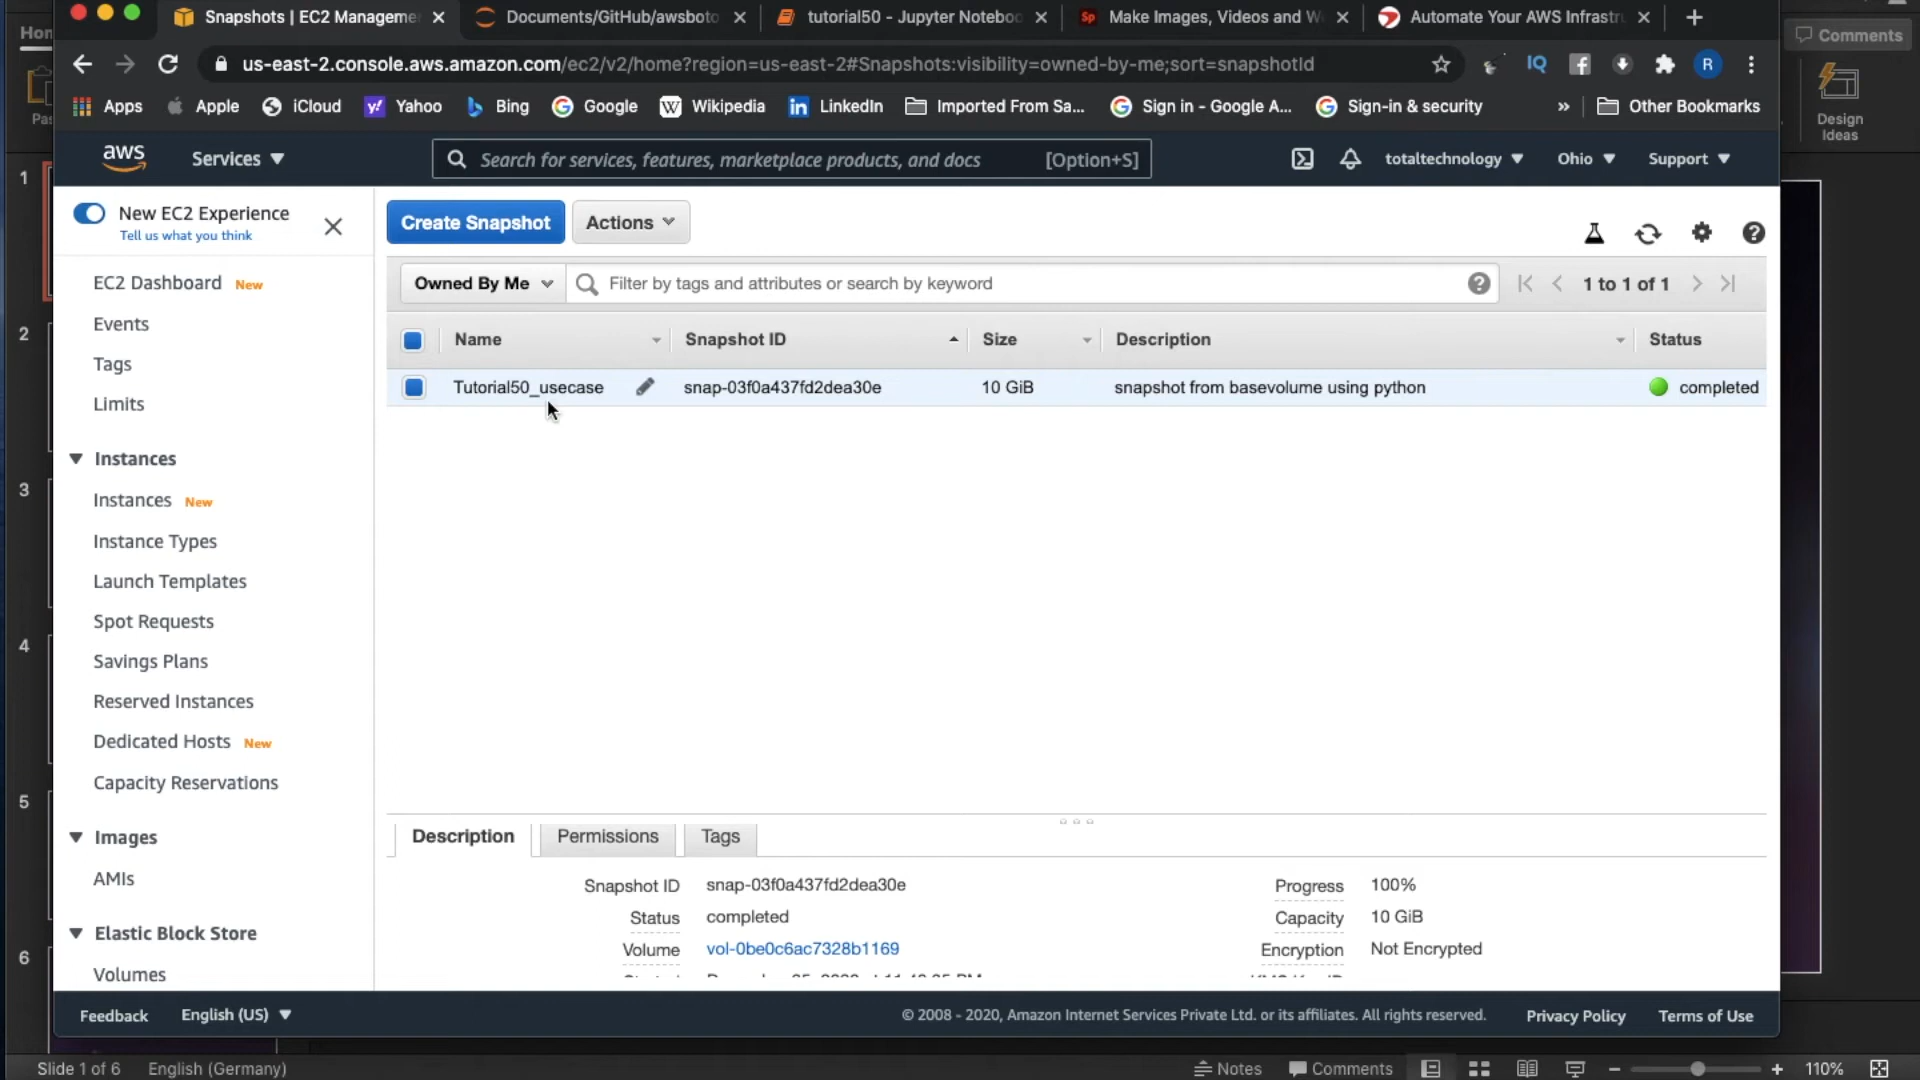 Snapshots | EC2 Manageme
Documents/GitHub/awsboto
tutorial50 - Jupyter Noteboo
Make Images, Videos and W
Automate Your AWS Infrastru
Comments
us-east-2.console.aws.amazon.com/ec2/v2/home?region=us-east-2#Snapshots:visibility=owned-by-me;sort=snapshotId
Apps
Apple
iCloud
Yahoo
Bing
Google
Wikipedia
LinkedIn
Imported From Sa...
Sign in - Google A...
Sign-in & security
»
Other Bookmarks
Design
Ideas
aws
Services
Search for services, features, marketplace products, and docs
[Option+S]
totaltechnology
Ohio
Support
New EC2 Experience
Tell us what you think
EC2 Dashboard New
Events
Tags
Limits
Instances
Instances New
Instance Types
Launch Templates
Spot Requests
Savings Plans
Reserved Instances
Dedicated Hosts New
Capacity Reservations
Images
AMIs
Elastic Block Store
Volumes
Create Snapshot
Actions
Owned By Me
Filter by tags and attributes or search by keyword
1 to 1 of 1
Name
Snapshot ID
Size
Description
Status
Tutorial50_usecase
snap-03f0a437fd2dea30e
10 GiB
snapshot from basevolume using python
completed
Description
Permissions
Tags
Snapshot ID snap-03f0a437fd2dea30e
Progress 100%
Status completed
Capacity 10 GiB
Volume vol-0be0c6ac7328b1169
Encryption Not Encrypted
Feedback
English (US)
© 2008 - 2020, Amazon Internet Services Private Ltd. or its affiliates. All rights reserved.
Privacy Policy
Terms of Use
1
2
3
4
5
6
Slide 1 of 6
English (Germany)
Notes
Comments
110%